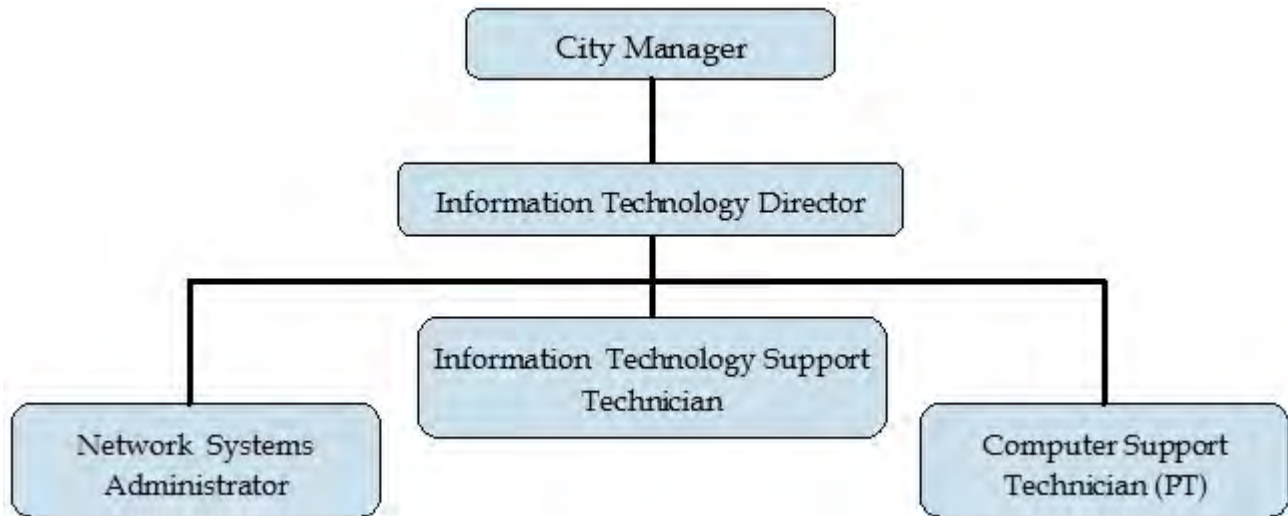 City Manager
Information Technology Director
Information Technology Support
Technician
Network Systems
Administrator
Computer Support
Technician (PT)